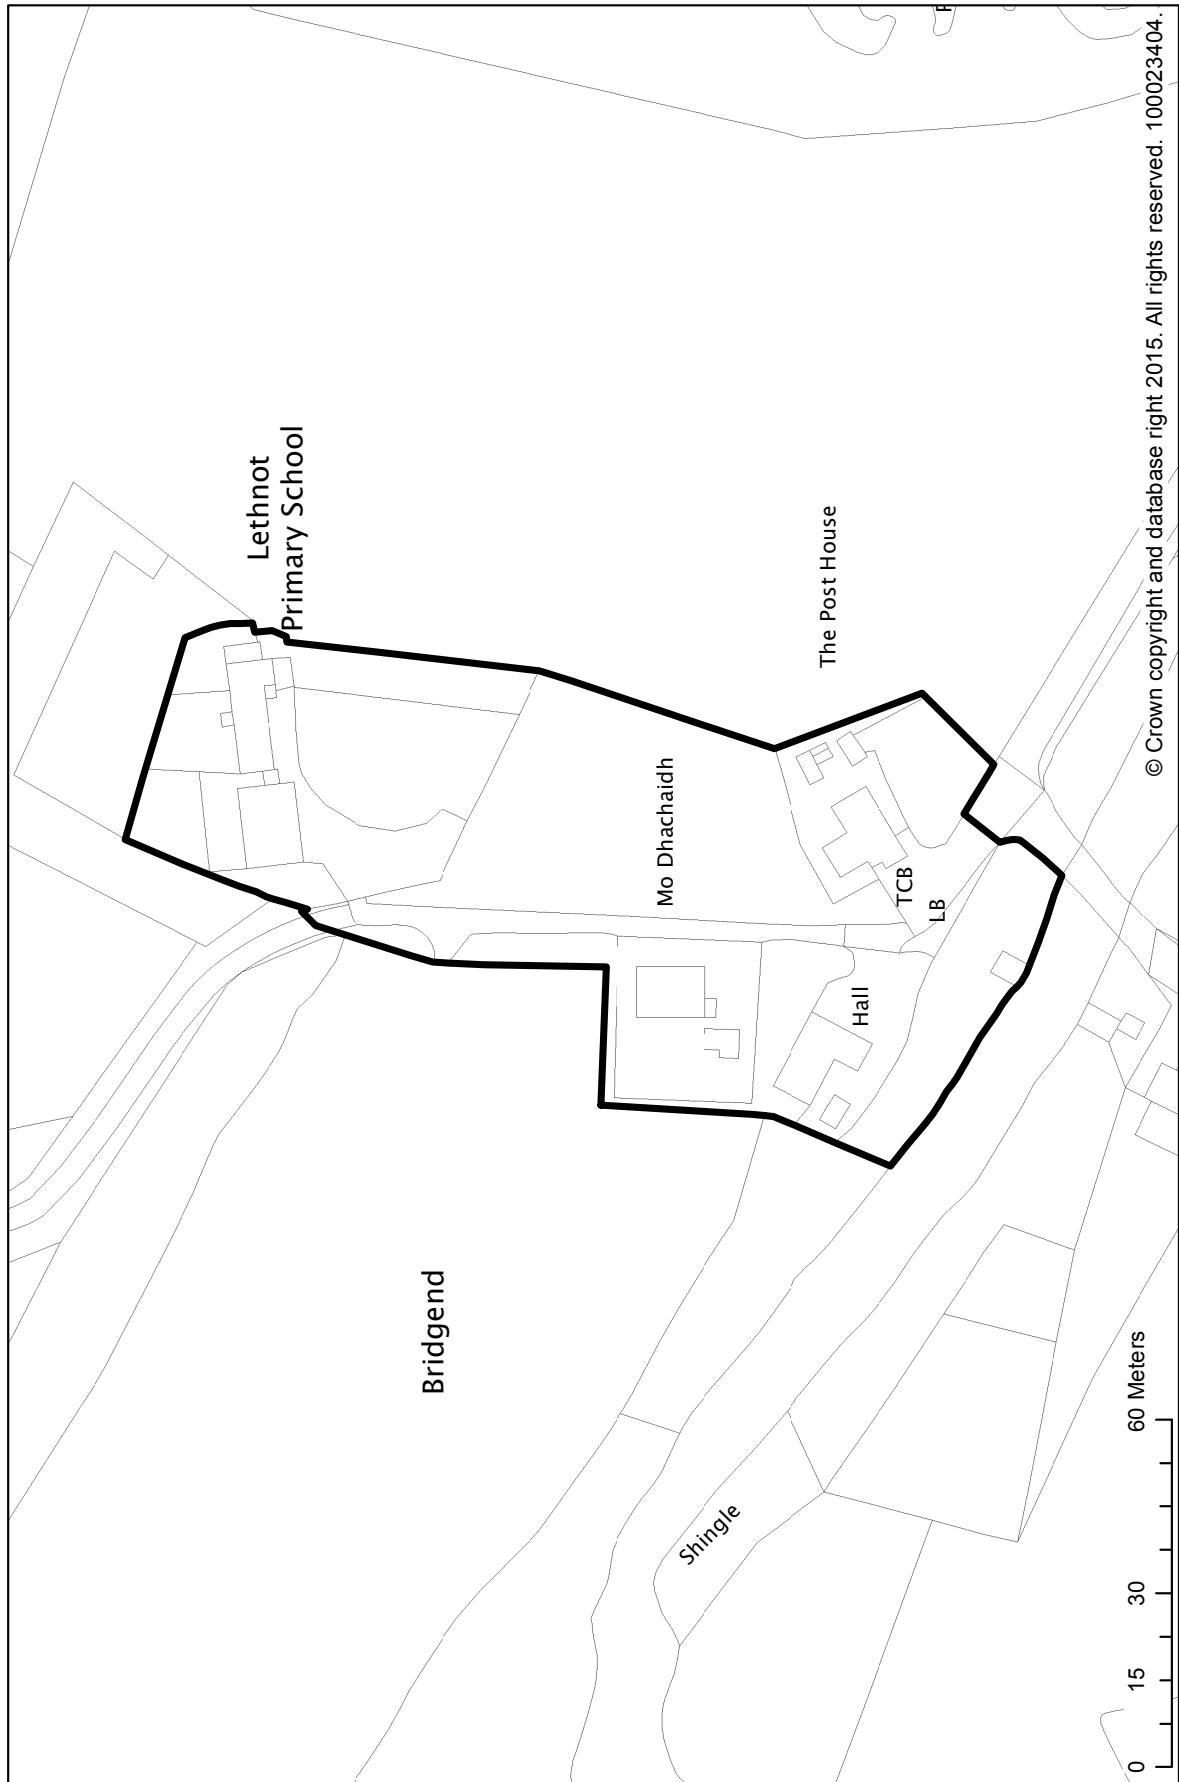 Lethnot
Primary School
The Post House
Mo Dhachaidh
TCB
LB
Hall
Bridgend
Shingle
0 15 30 60 Meters
© Crown copyright and database right 2015. All rights reserved. 100023404.